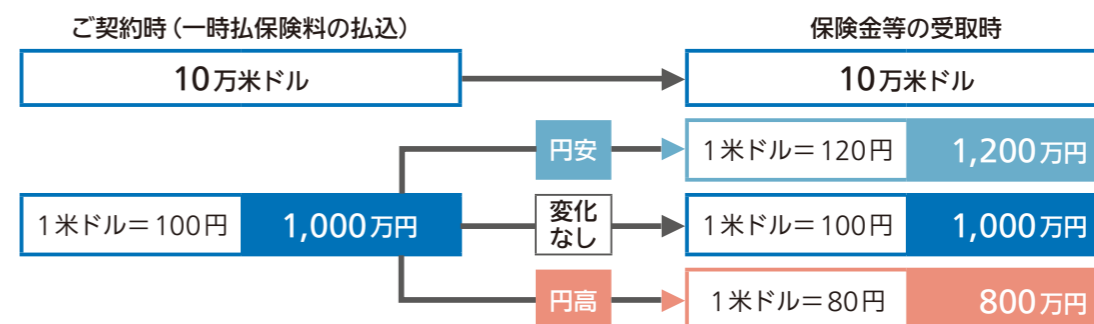 ご契約時（一時払保険料の払込）
保険金等の受取時
10万米ドル
10万米ドル
円安
1米ドル＝120円
1,200万円
1米ドル＝100円
1,000万円
変化
なし
1米ドル＝100円
1,000万円
円高
1米ドル＝80円
800万円